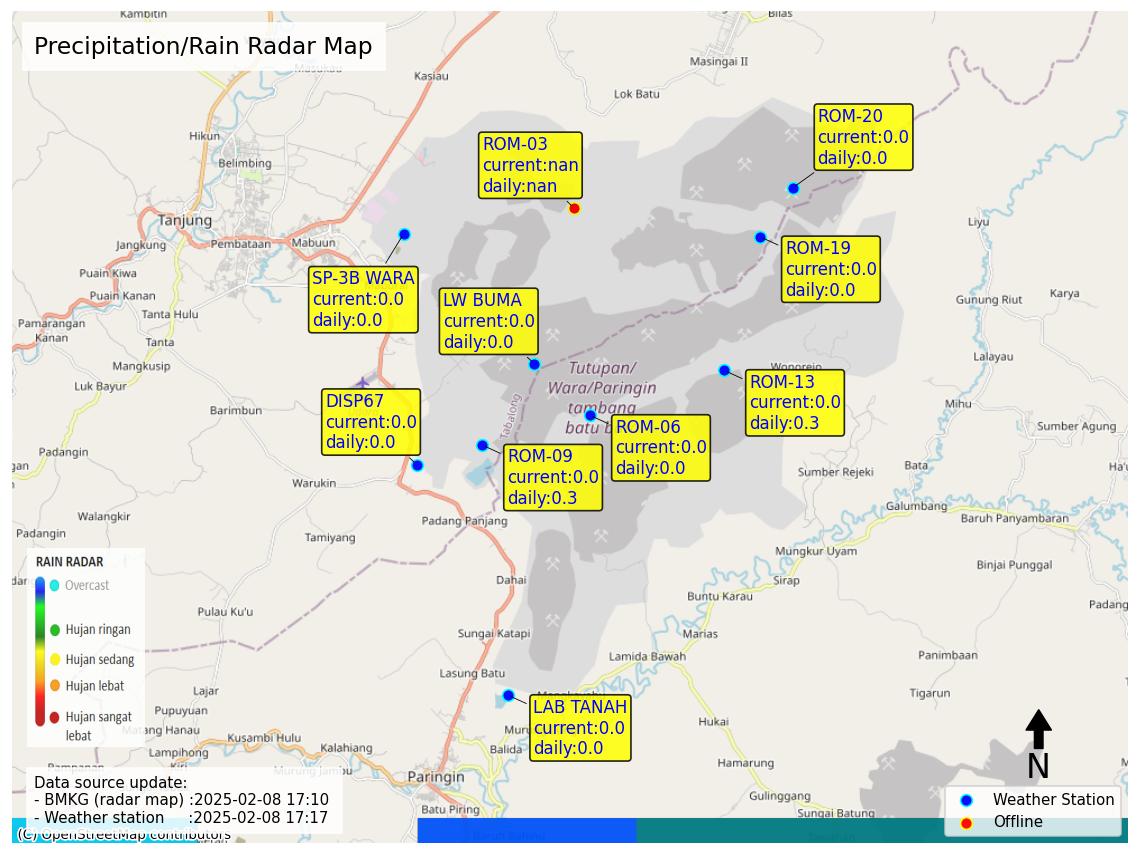 Kambitin
Bilas
Precipitation/Rain Radar Map
Masukau
Kasiau
Masingai II
Lok Batu
Hikun
Belimbing
ROM-03
current:nan
daily:nan
ROM-20
current:0.0
daily:0.0
Tanjung
Jangkung
Pembataan
Mabuun
Liyu
ROM-19
current:0.0
daily:0.0
Puain Kiwa
Puain Kanan
SP-3B WARA
current:0.0
daily:0.0
LW BUMA
current:0.0
daily:0.0
Gunung Riut
Karya
Tanta Hulu
Pamarangan
Kanan
Tanta
Mangkusip
Luk Bayur
Lalayau
Wonorejo
Tutupan/
Wara/Paringin
tambang
batu b
ROM-13
current:0.0
daily:0.3
Tabalong
Barimbun
DISP67
current:0.0
daily:0.0
ROM-06
current:0.0
daily:0.0
Mihu
Sumber Agung
Padangin
ROM-09
current:0.0
daily:0.3
Bata
Sumber Rejeki
Warukin
Galumbang
Baruh Panyambaran
Walangkir
Padangin
Padang Panjang
Tamiyang
Mungkur Uyam
Binjai Punggal
RAIN RADAR
Overcast
Hujan ringan
Hujan sedang
Hujan lebat
Hujan sangat
lebat
Dahai
Sirap
Buntu Karau
Padang
Pulau Ku'u
Sungai Katapi
Marias
Lamida Bawah
Panimbaan
Lasung Batu
Tigarun
Lajar
Pupuyuan
LAB TANAH
current:0.0
daily:0.0
Matang Hanau
Kusambi Hulu
Hukai
Lampihong
Kalahiang
Balida
Hamarung
N
Murung Jambu
Paringin
Gulinggang
Batu Piring
Sungai Batung
Data source update:
- BMKG (radar map) :2025-02-08 17:10
- Weather station :2025-02-08 17:17
Weather Station
Offline
(C) OpenStreetMap contributors